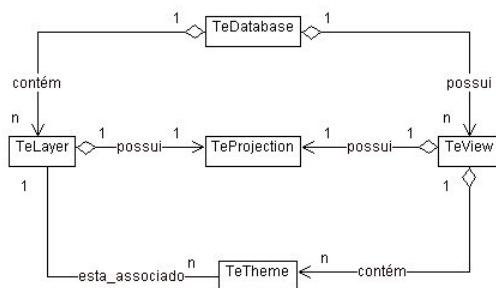 1 TeDatabase 1
contém possui
n n
1 1 1 1
TeLayer possui TeProjection possui TeView
1 1
n n
esta_associado TeTheme contém